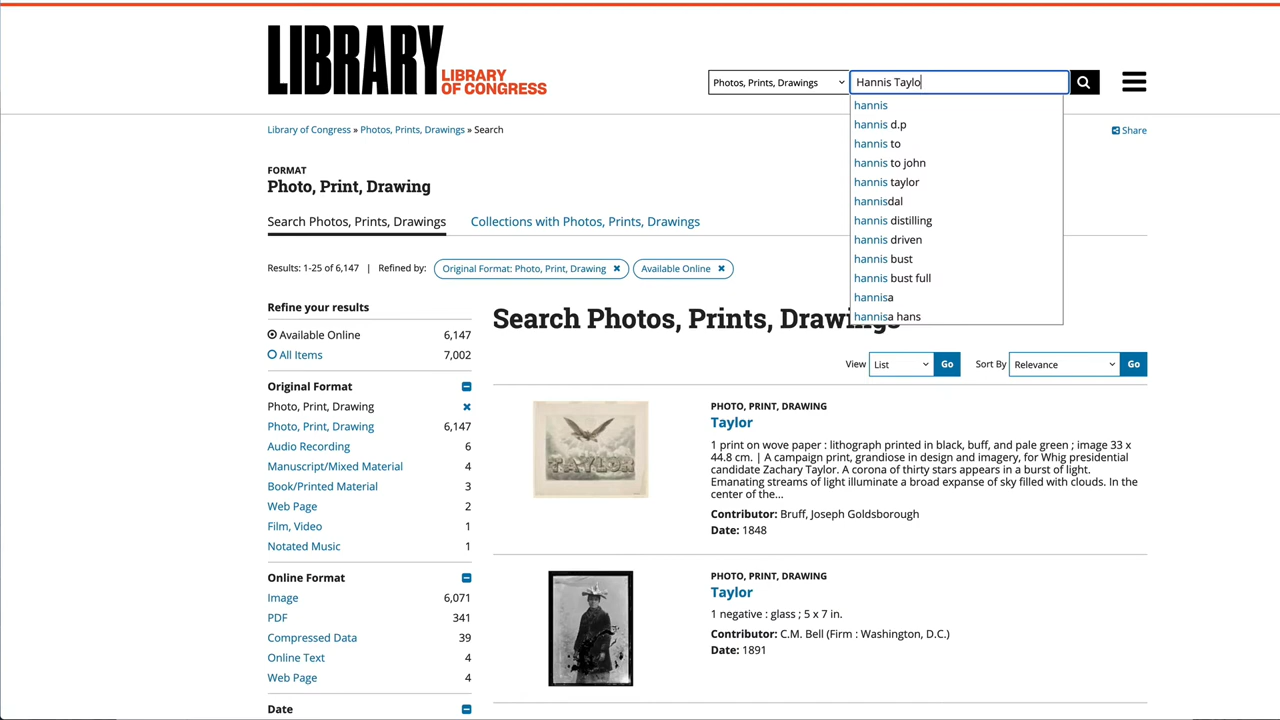 LIBRARY
LIBRARY
OF CONGRESS
Photos, Prints, Drawings
Hannis Taylo
hannis
hannis d.p
hannis to
hannis to john
hannis taylor
hannisdal
hannis distilling
hannis driven
hannis bust
hannis bust full
hannisa
hannisa hans
Library of Congress » Photos, Prints, Drawings » Search
Share
FORMAT
Photo, Print, Drawing
Search Photos, Prints, Drawings
Collections with Photos, Prints, Drawings
Results: 1-25 of 6,147 | Refined by: Original Format: Photo, Print, Drawing Available Online
Refine your results
Available Online 6,147
All Items 7,002
Original Format
Photo, Print, Drawing
Photo, Print, Drawing 6,147
Audio Recording 6
Manuscript/Mixed Material 4
Book/Printed Material 3
Web Page 2
Film, Video 1
Notated Music 1
Online Format
Image 6,071
PDF 341
Compressed Data 39
Online Text 4
Web Page 4
Date
Search Photos, Prints, Drawings
View List Go Sort By Relevance Go
TAYLOR
PHOTO, PRINT, DRAWING
Taylor
1 print on wove paper : lithograph printed in black, buff, and pale green ; image 33 x
44.8 cm. | A campaign print, grandiose in design and imagery, for Whig presidential
candidate Zachary Taylor. A corona of thirty stars appears in a burst of light.
Emanating streams of light illuminate a broad expanse of sky filled with clouds. In the
center of the...
Contributor: Bruff, Joseph Goldsborough
Date: 1848
PHOTO, PRINT, DRAWING
Taylor
1 negative : glass ; 5 x 7 in.
Contributor: C.M. Bell (Firm : Washington, D.C.)
Date: 1891